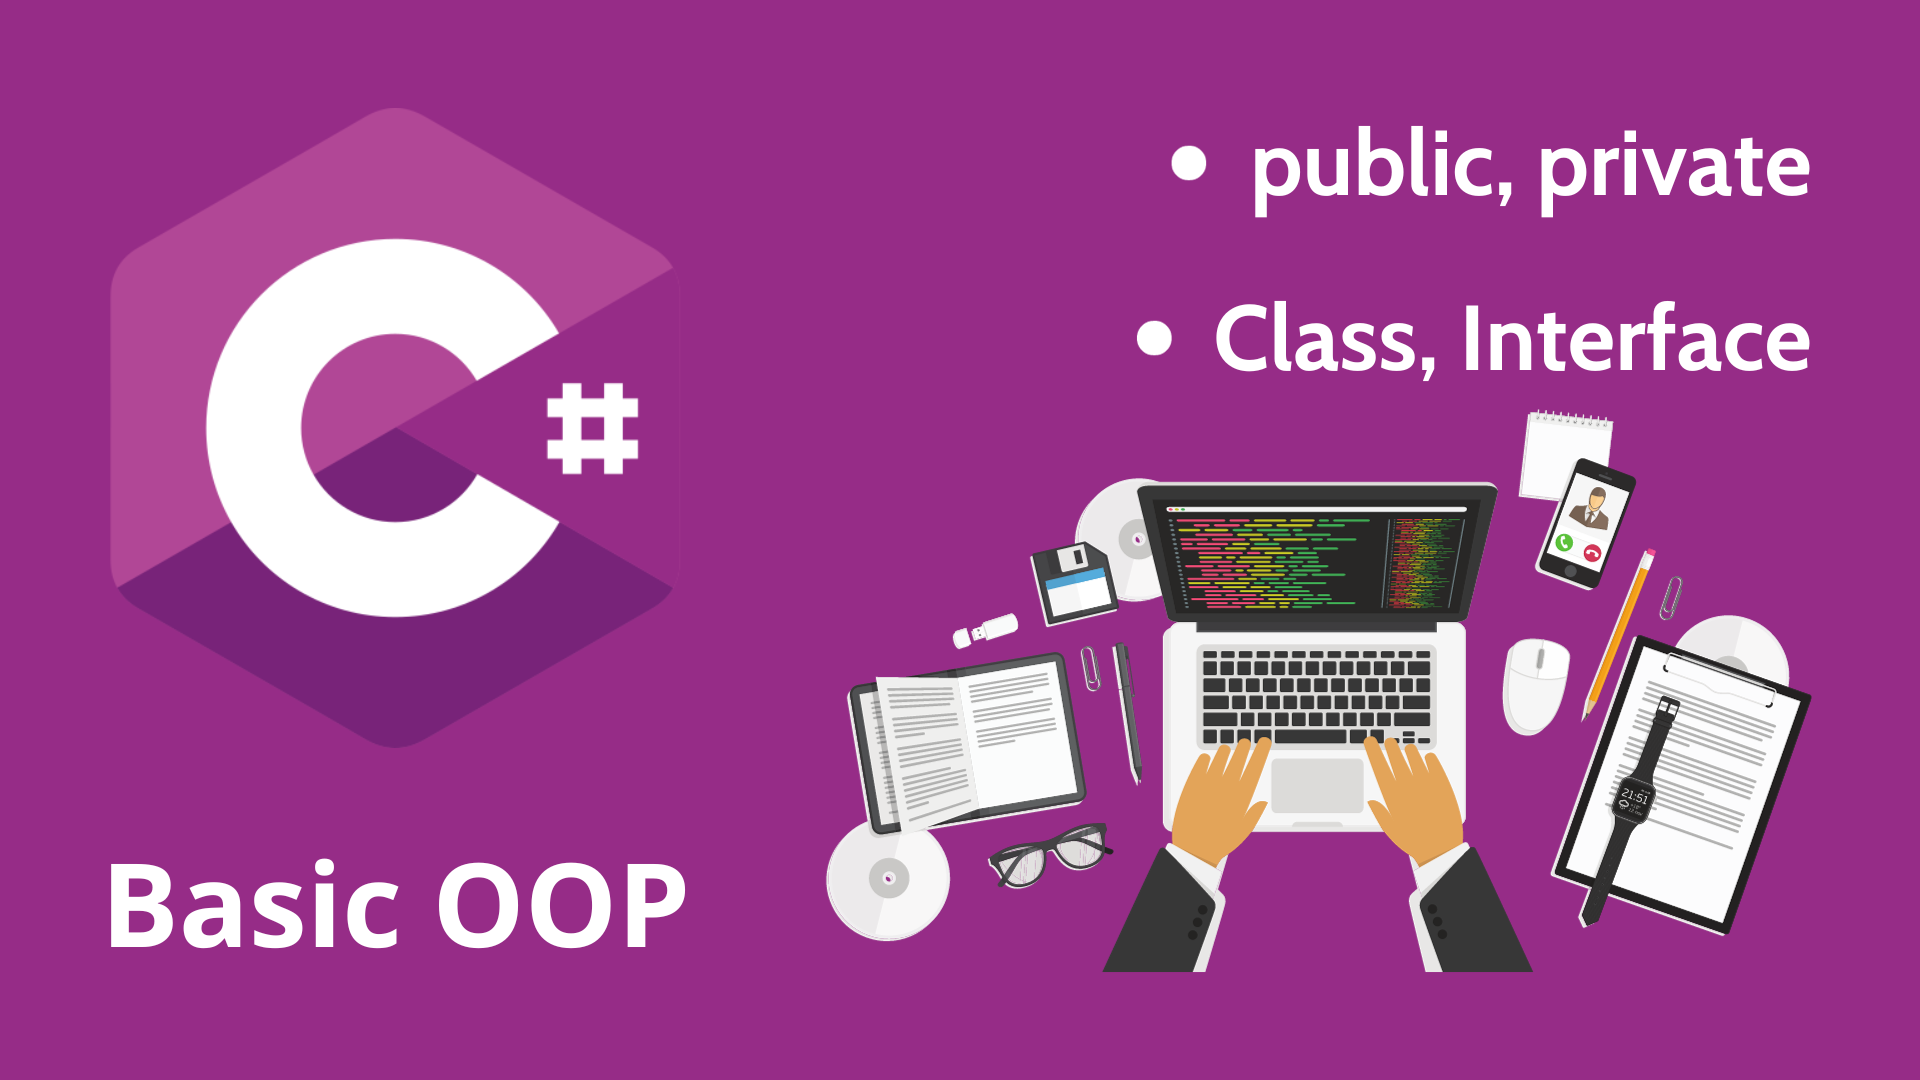 C#
Basic OOP
• public, private
• Class, Interface
21:51